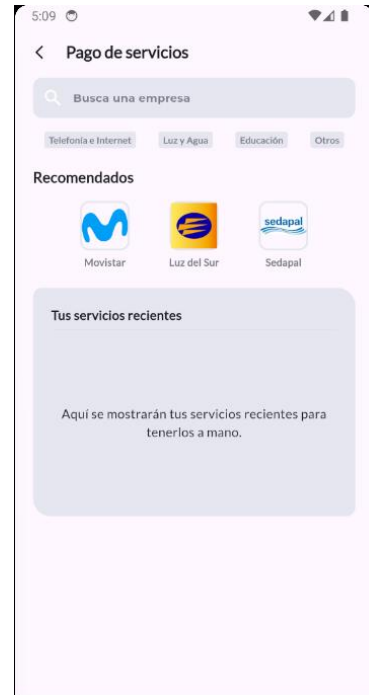 5:09
Pago de servicios
Busca una empresa
Telefonía e Internet Luz y Agua Educación Otros
Recomendados
sedapal
Movistar Luz del Sur Sedapal
Tus servicios recientes
Aquí se mostrarán tus servicios recientes para
tenerlos a mano.